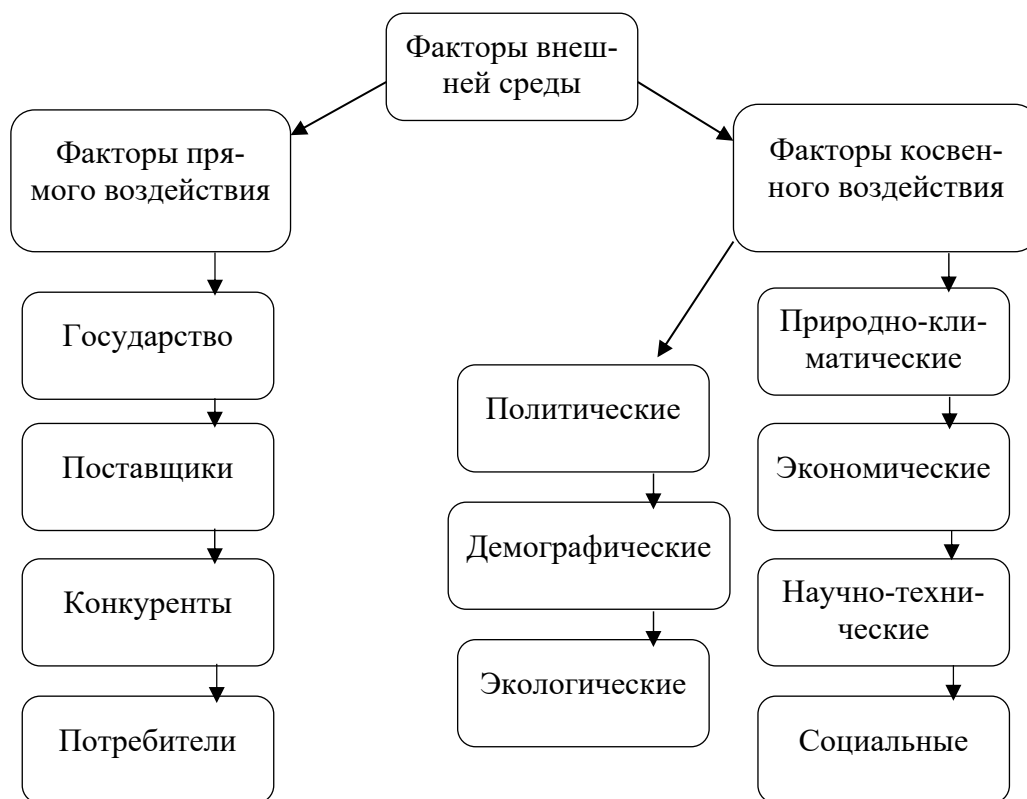 Факторы внеш-
ней среды
Факторы пря-
мого воздействия
Факторы косвен-
ного воздействия
Государство
Поставщики
Конкуренты
Потребители
Политические
Демографические
Экологические
Природно-кли-
матические
Экономические
Научно-техни-
ческие
Социальные